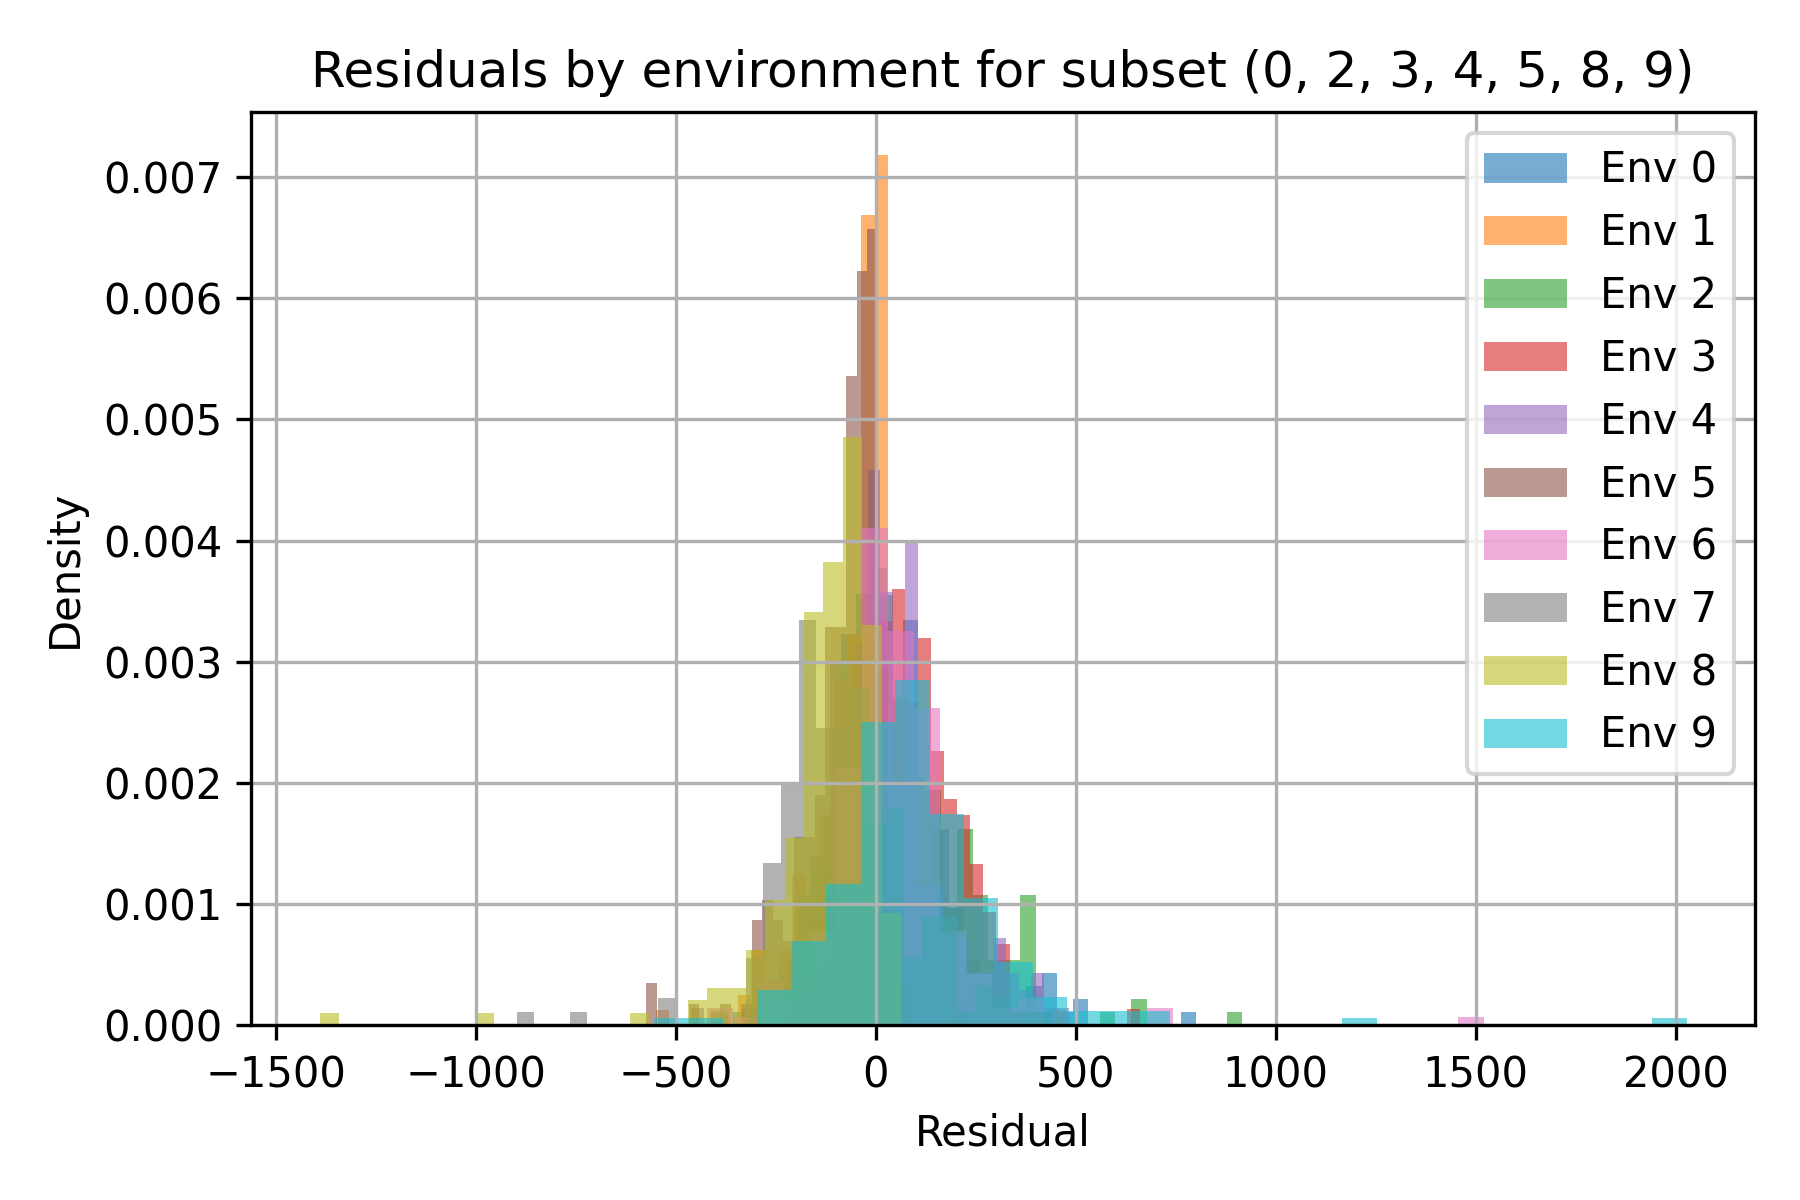 Residuals by environment for subset (0, 2, 3, 4, 5, 8, 9)
Density
0.007
0.006
0.005
0.004
0.003
0.002
0.001
0.000
−1500 −1000 −500 0 500 1000 1500 2000
Residual
Env 0
Env 1
Env 2
Env 3
Env 4
Env 5
Env 6
Env 7
Env 8
Env 9